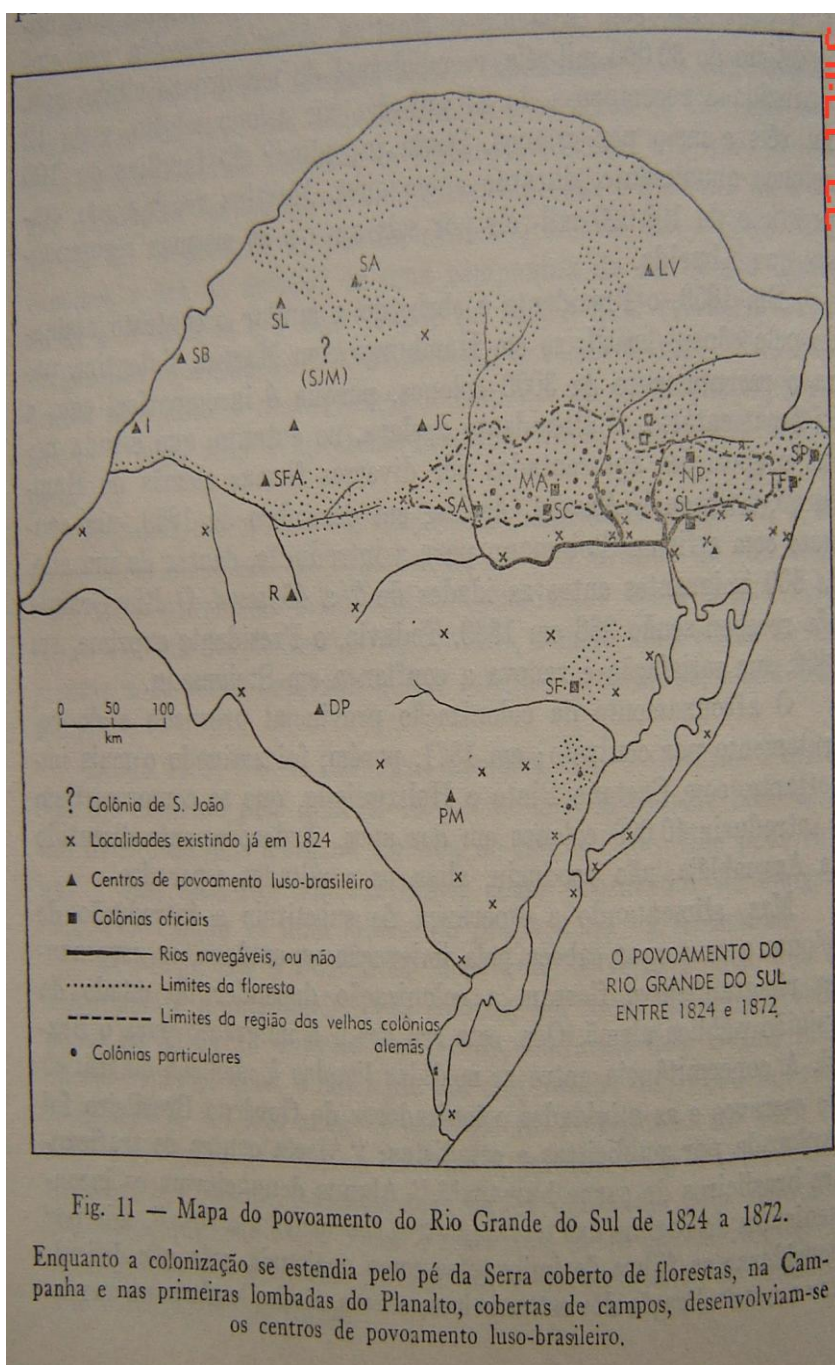 SA
LV
SL
SB
?
(SJM)
I
JC
SFA
SP
MA
NP
TF
SA
SC
SL
R
SF
DP
0 50 100
km
PM
? Colônia de S. João
x Localidades existindo já em 1824
Centros de povoamento luso-brasileiro
Colônias oficiais
Rios navegáveis, ou não
Limites da floresta
Limites da região das velhas colônias
alemãs
Colônias particulares
O POVOAMENTO DO
RIO GRANDE DO SUL
ENTRE 1824 e 1872
Fig. 11 — Mapa do povoamento do Rio Grande do Sul de 1824 a 1872.
Enquanto a colonização se estendia pelo pé da Serra coberto de florestas, na Cam-
panha e nas primeiras lombadas do Planalto, cobertas de campos, desenvolviam-se
os centros de povoamento luso-brasileiro.